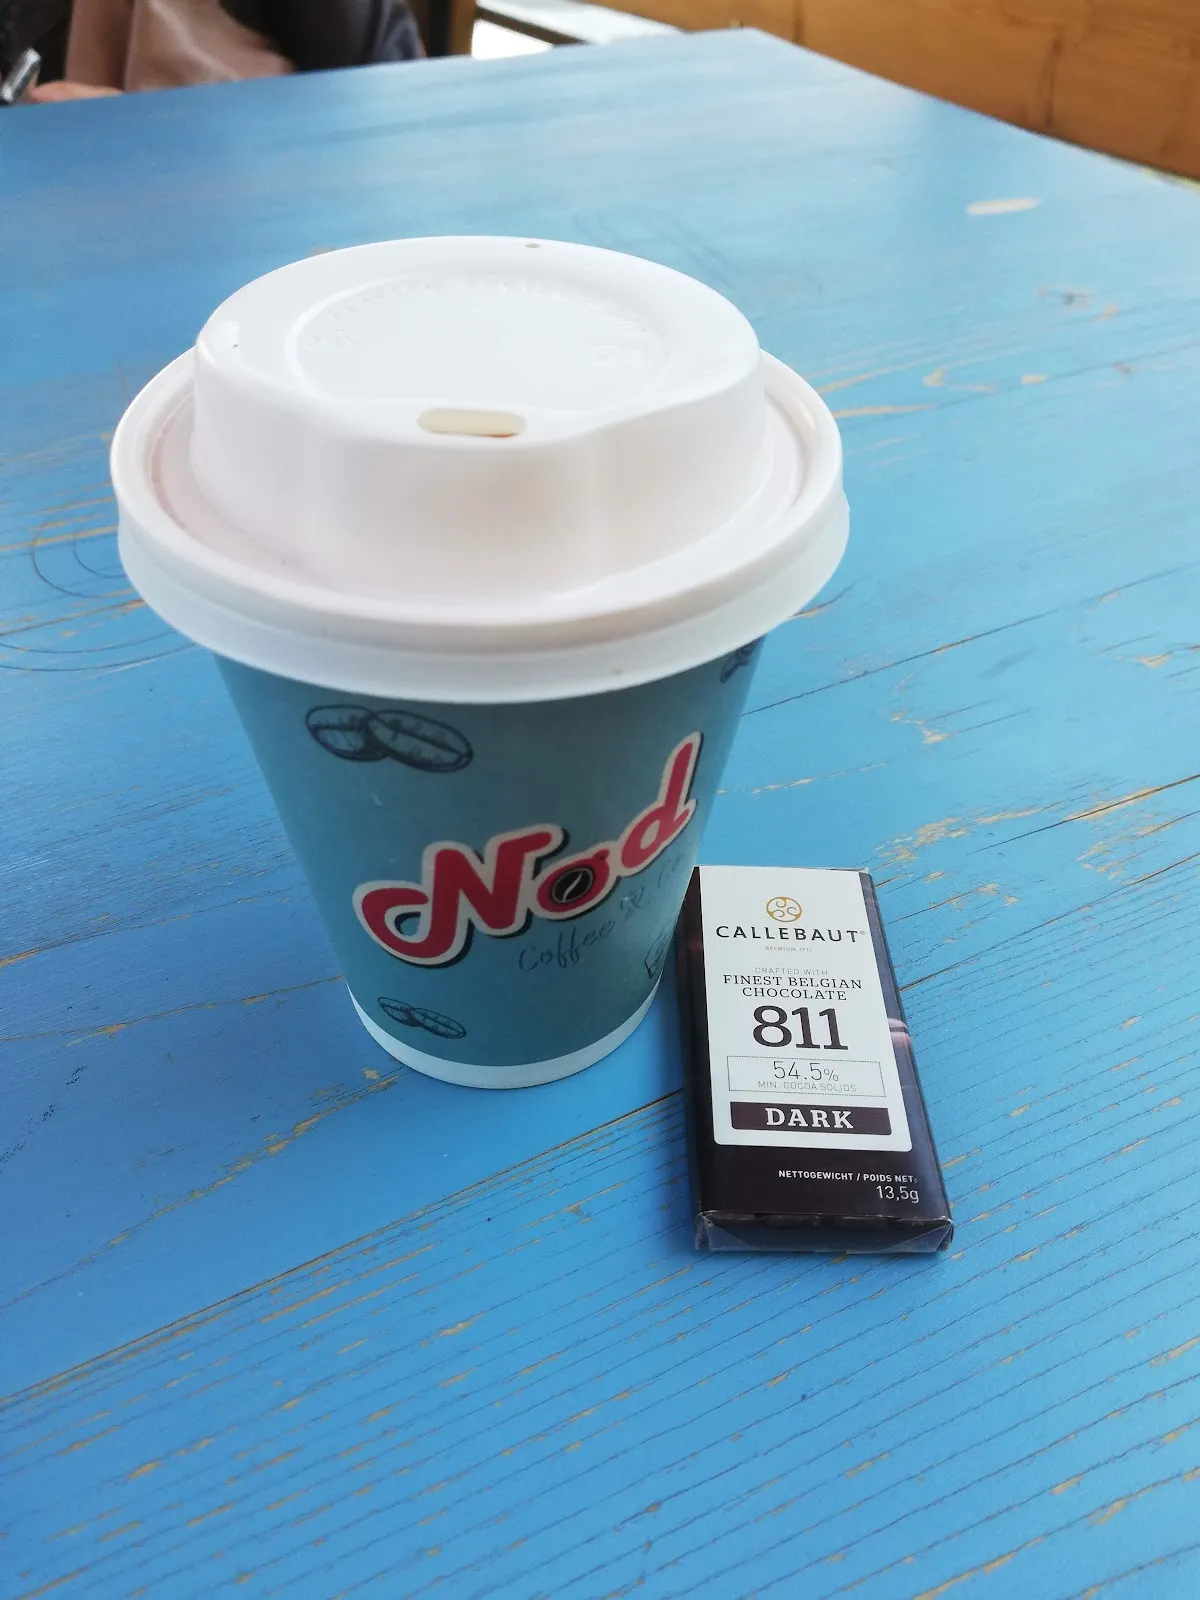 Nod
Coffee &
CALLEBAUT®
BELGIUM 1911
CRAFTED WITH
FINEST BELGIAN
CHOCOLATE
811
54.5%
MIN. COCOA SOLIDS
DARK
NETTOGEWICHT / POIDS NET:
13,5g